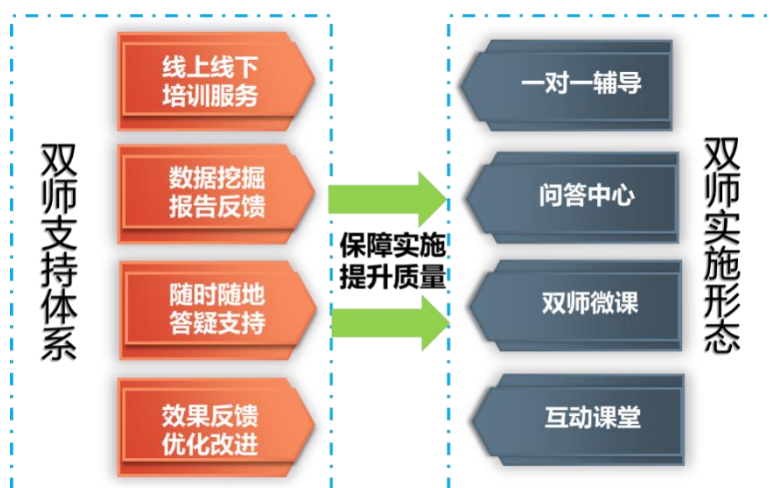 双师支持体系
线上线下
培训服务
数据挖掘
报告反馈
随时随地
答疑支持
效果反馈
优化改进
保障实施
提升质量
一对一辅导
问答中心
双师微课
互动课堂
双师实施形态